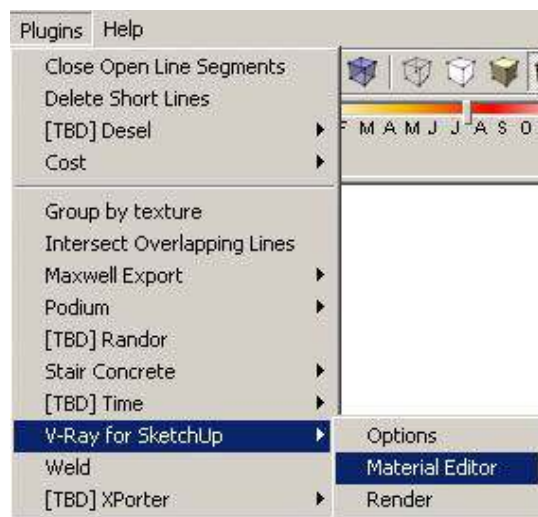 Plugins Help
Close Open Line Segments
Delete Short Lines
[TBD] Desel
F M A M J J A S O
Cost
Group by texture
Intersect Overlapping Lines
Maxwell Export
Podium
[TBD] Randor
Stair Concrete
[TBD] Time
V-Ray for SketchUp
Options
Weld
Material Editor
[TBD] XPorter
Render